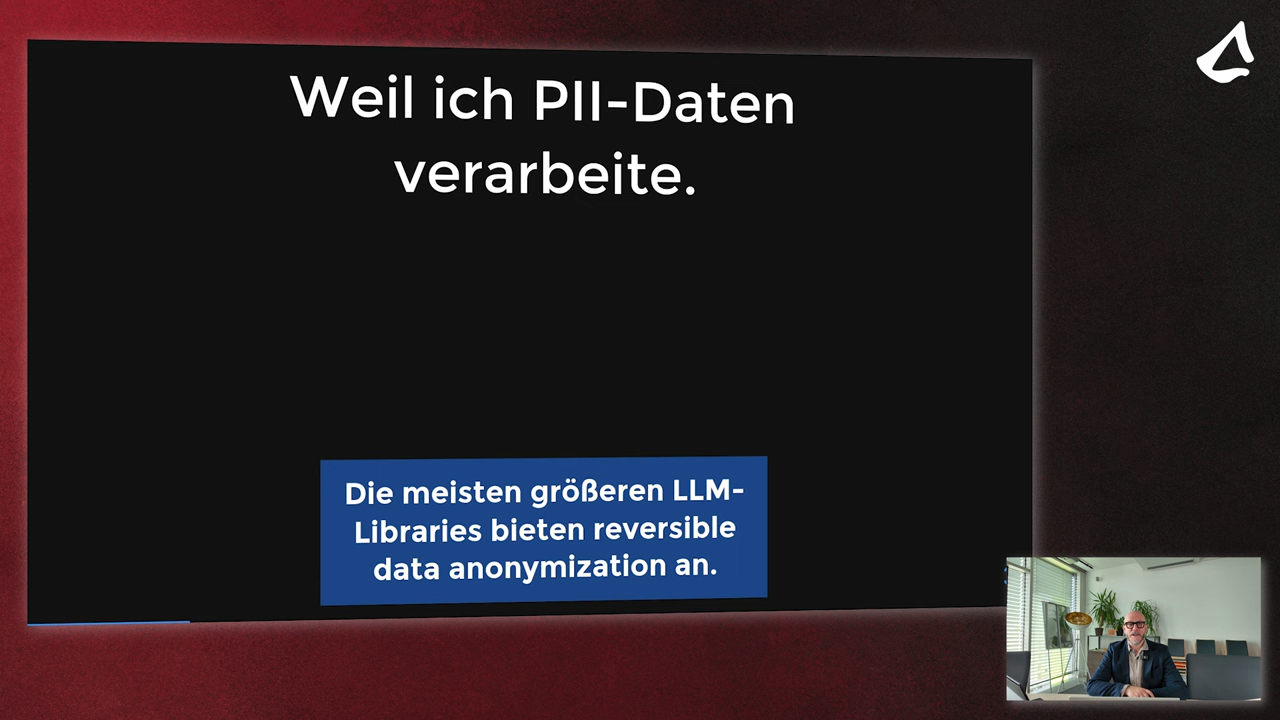 Weil ich PII-Daten
verarbeite.
Die meisten größeren LLM-
Libraries bieten reversible
data anonymization an.